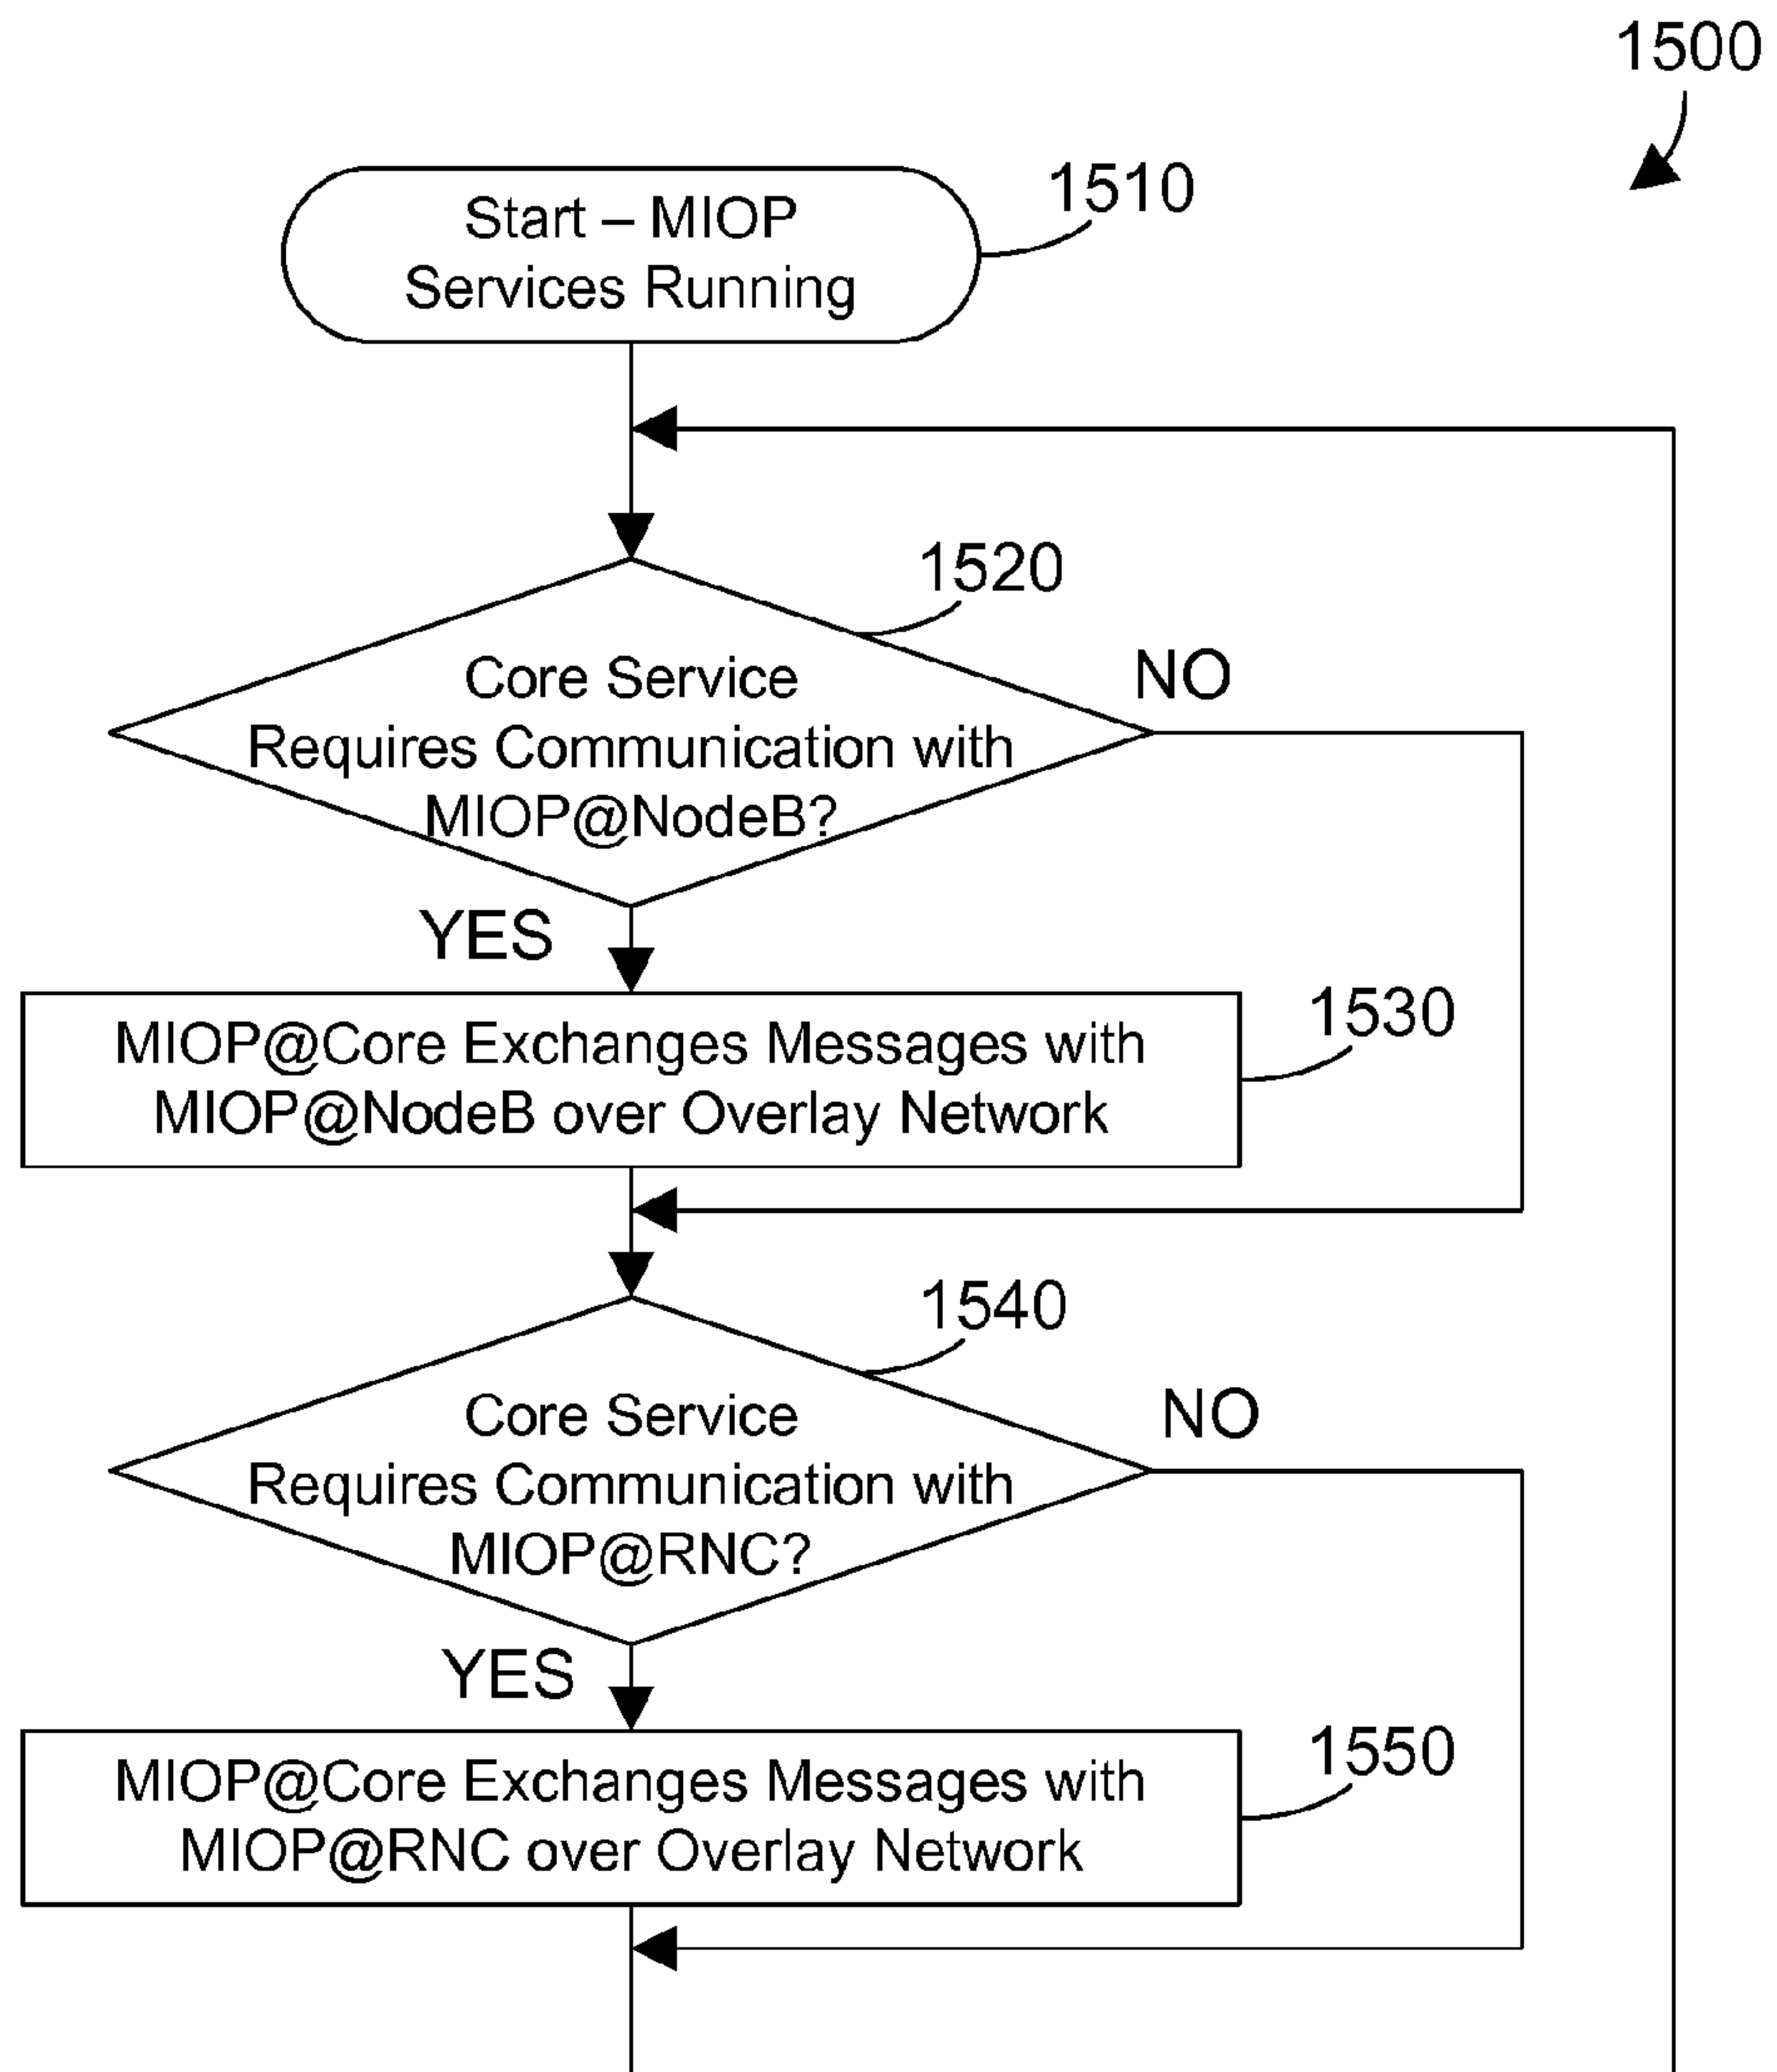 1500
Start – MIOP
Services Running
1510
1520
Core Service
Requires Communication with
MIOP@NodeB?
NO
YES
1530
MIOP@Core Exchanges Messages with
MIOP@NodeB over Overlay Network
1540
Core Service
Requires Communication with
MIOP@RNC?
NO
YES
1550
MIOP@Core Exchanges Messages with
MIOP@RNC over Overlay Network